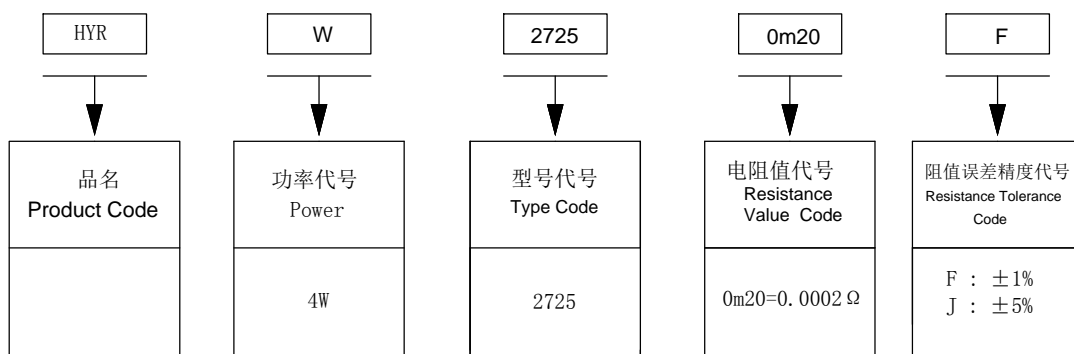 HYR
W
2725
0m20
F
品名
Product Code
功率代号
Power
4W
型号代号
Type Code
2725
电阻值代号
Resistance
Value Code
0m20=0.0002Ω
阻值误差精度代号
Resistance Tolerance
Code
F : ±1%
J : ±5%